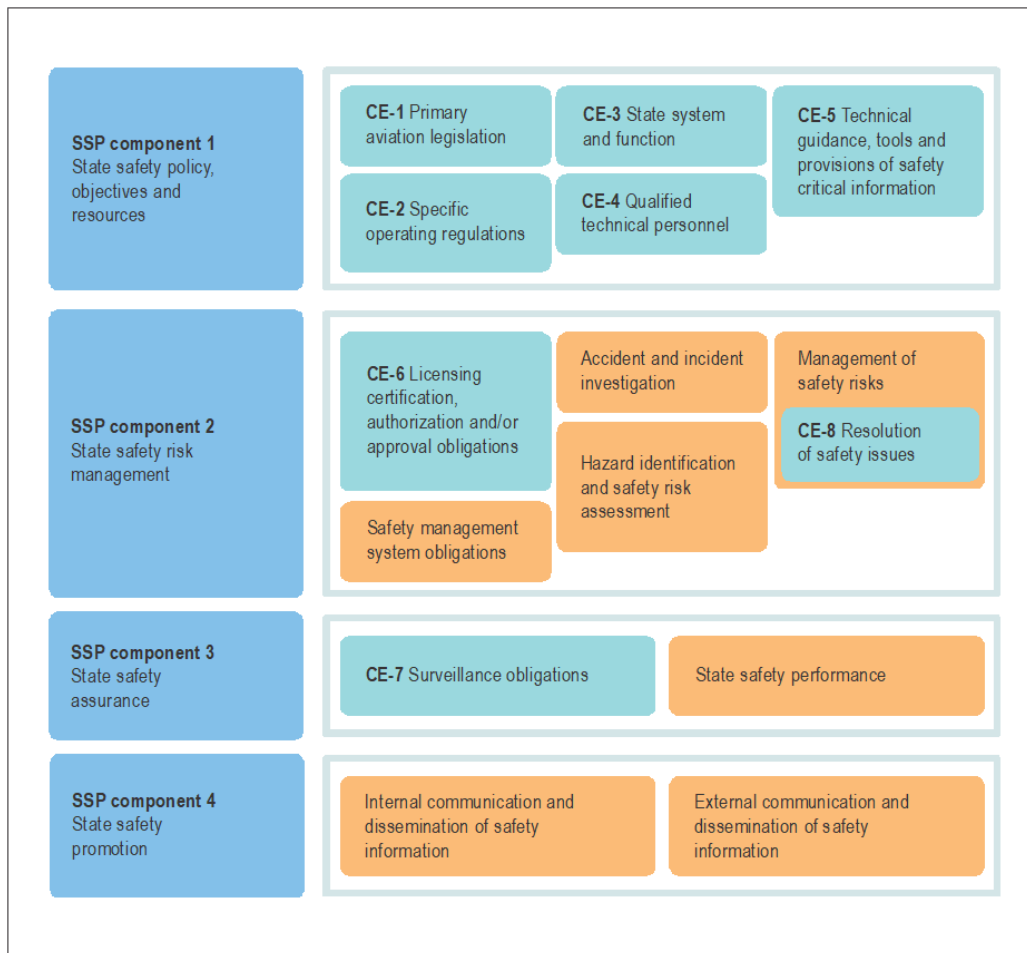 SSP component 1
State safety policy,
objectives and
resources
CE-1 Primary
aviation legislation
CE-2 Specific
operating regulations
CE-3 State system
and function
CE-4 Qualified
technical personnel
CE-5 Technical
guidance, tools and
provisions of safety
critical information
SSP component 2
State safety risk
management
CE-6 Licensing
certification,
authorization and/or
approval obligations
Safety management
system obligations
Accident and incident
investigation
Hazard identification
and safety risk
assessment
Management of
safety risks
CE-8 Resolution
of safety issues
SSP component 3
State safety
assurance
CE-7 Surveillance obligations
State safety performance
SSP component 4
State safety
promotion
Internal communication and
dissemination of safety
information
External communication and
dissemination of safety
information